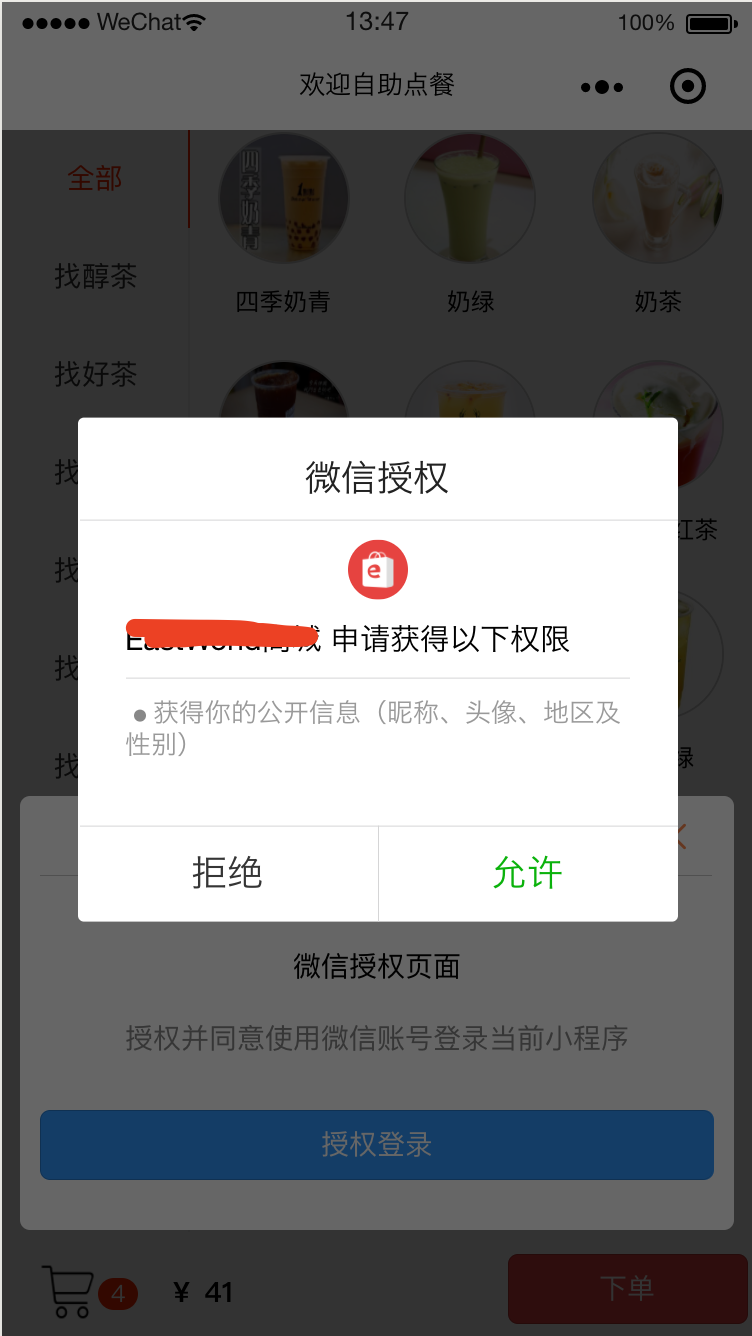 WeChat
13:47
100%
欢迎自助点餐
全部
找醇茶
找好茶
找
找
找
找
四季奶青
四季奶青
奶绿
奶茶
红茶
绿
微信授权
e
申请获得以下权限
● 获得你的公开信息（昵称、头像、地区及
性别）
拒绝
允许
微信授权页面
授权并同意使用微信账号登录当前小程序
授权登录
4
¥ 41
下单